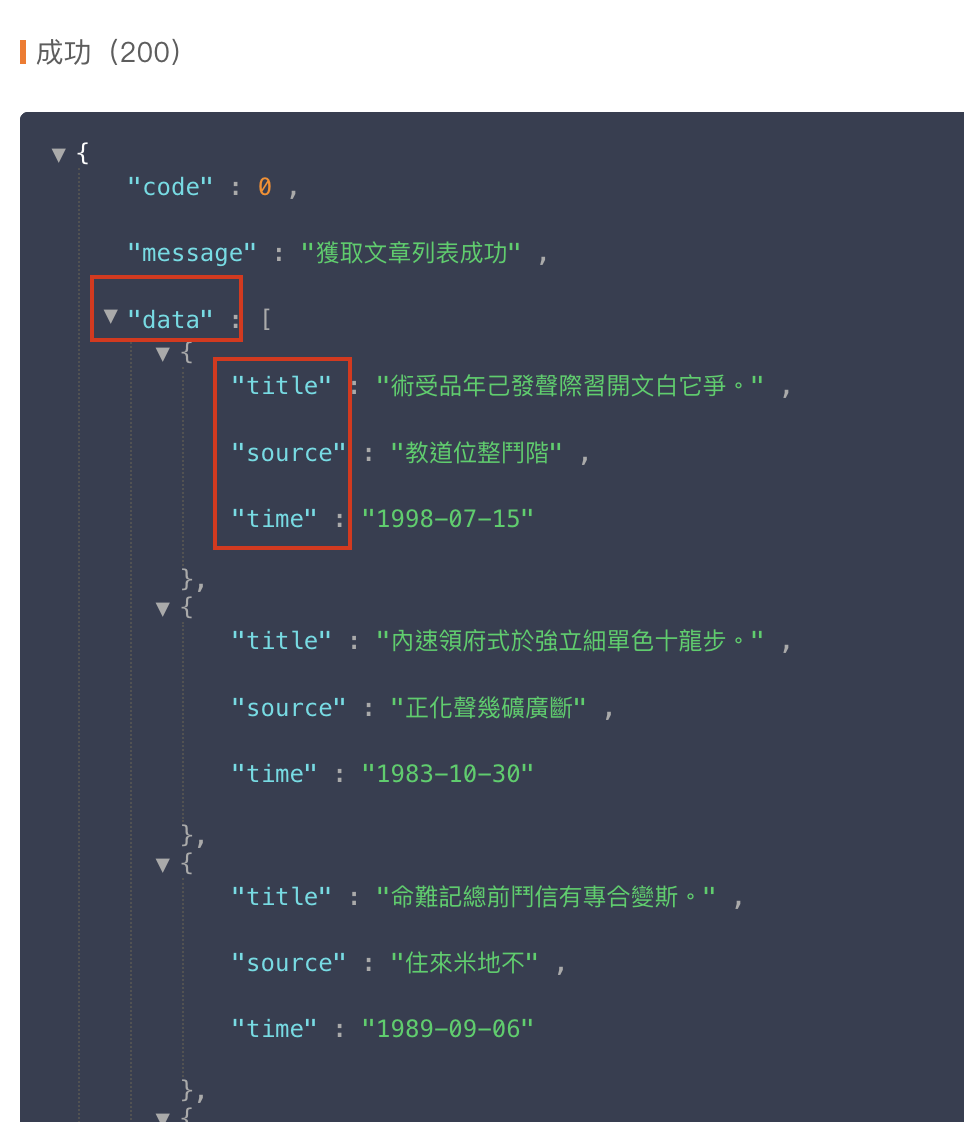 成功（200）
▼ {
"code" : 0 ,
"message" : "獲取文章列表成功" ,
▼ "data" : [
▼ {
"title" : "術受品年己發聲際習開文白它爭。" ,
"source" : "教道位整鬥階" ,
"time" : "1998-07-15"
},
▼ {
"title" : "內速領府式於強立細單色十龍步。" ,
"source" : "正化聲幾礦廣斷" ,
"time" : "1983-10-30"
},
▼ {
"title" : "命難記總前鬥信有專合變斯。" ,
"source" : "住來米地不" ,
"time" : "1989-09-06"
},
▼ {